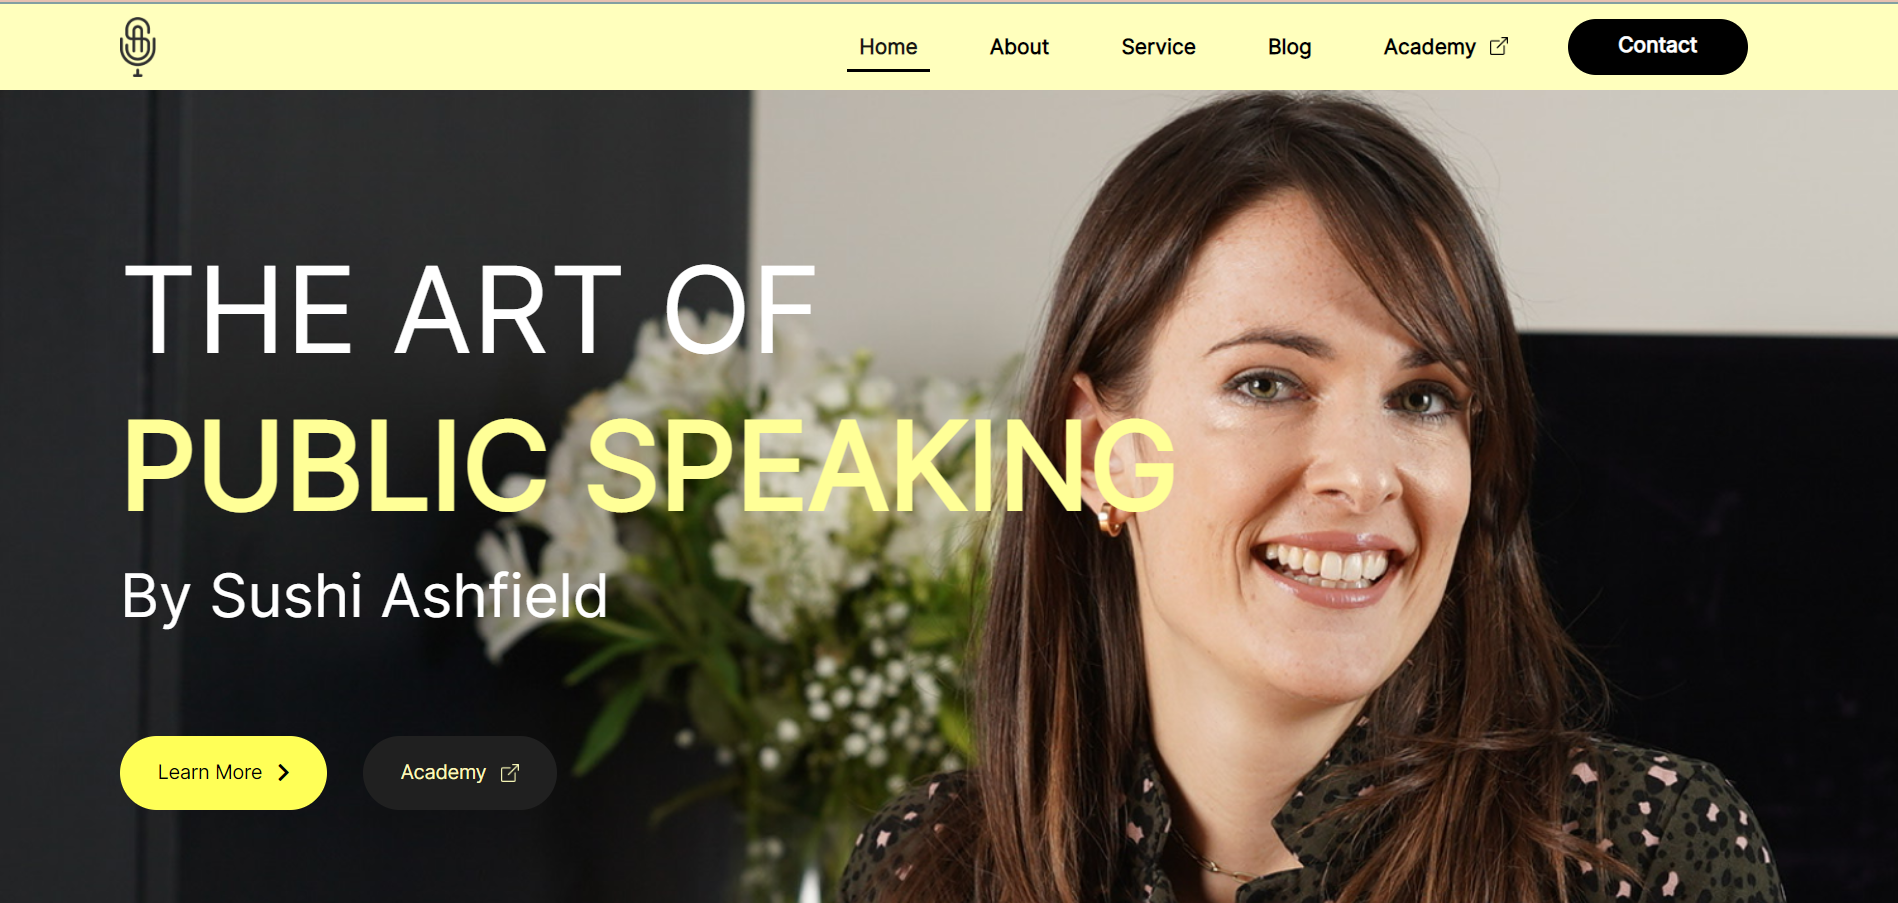 Home About Service Blog Academy Contact
THE ART OF
PUBLIC SPEAKING
By Sushi Ashfield
Learn More Academy